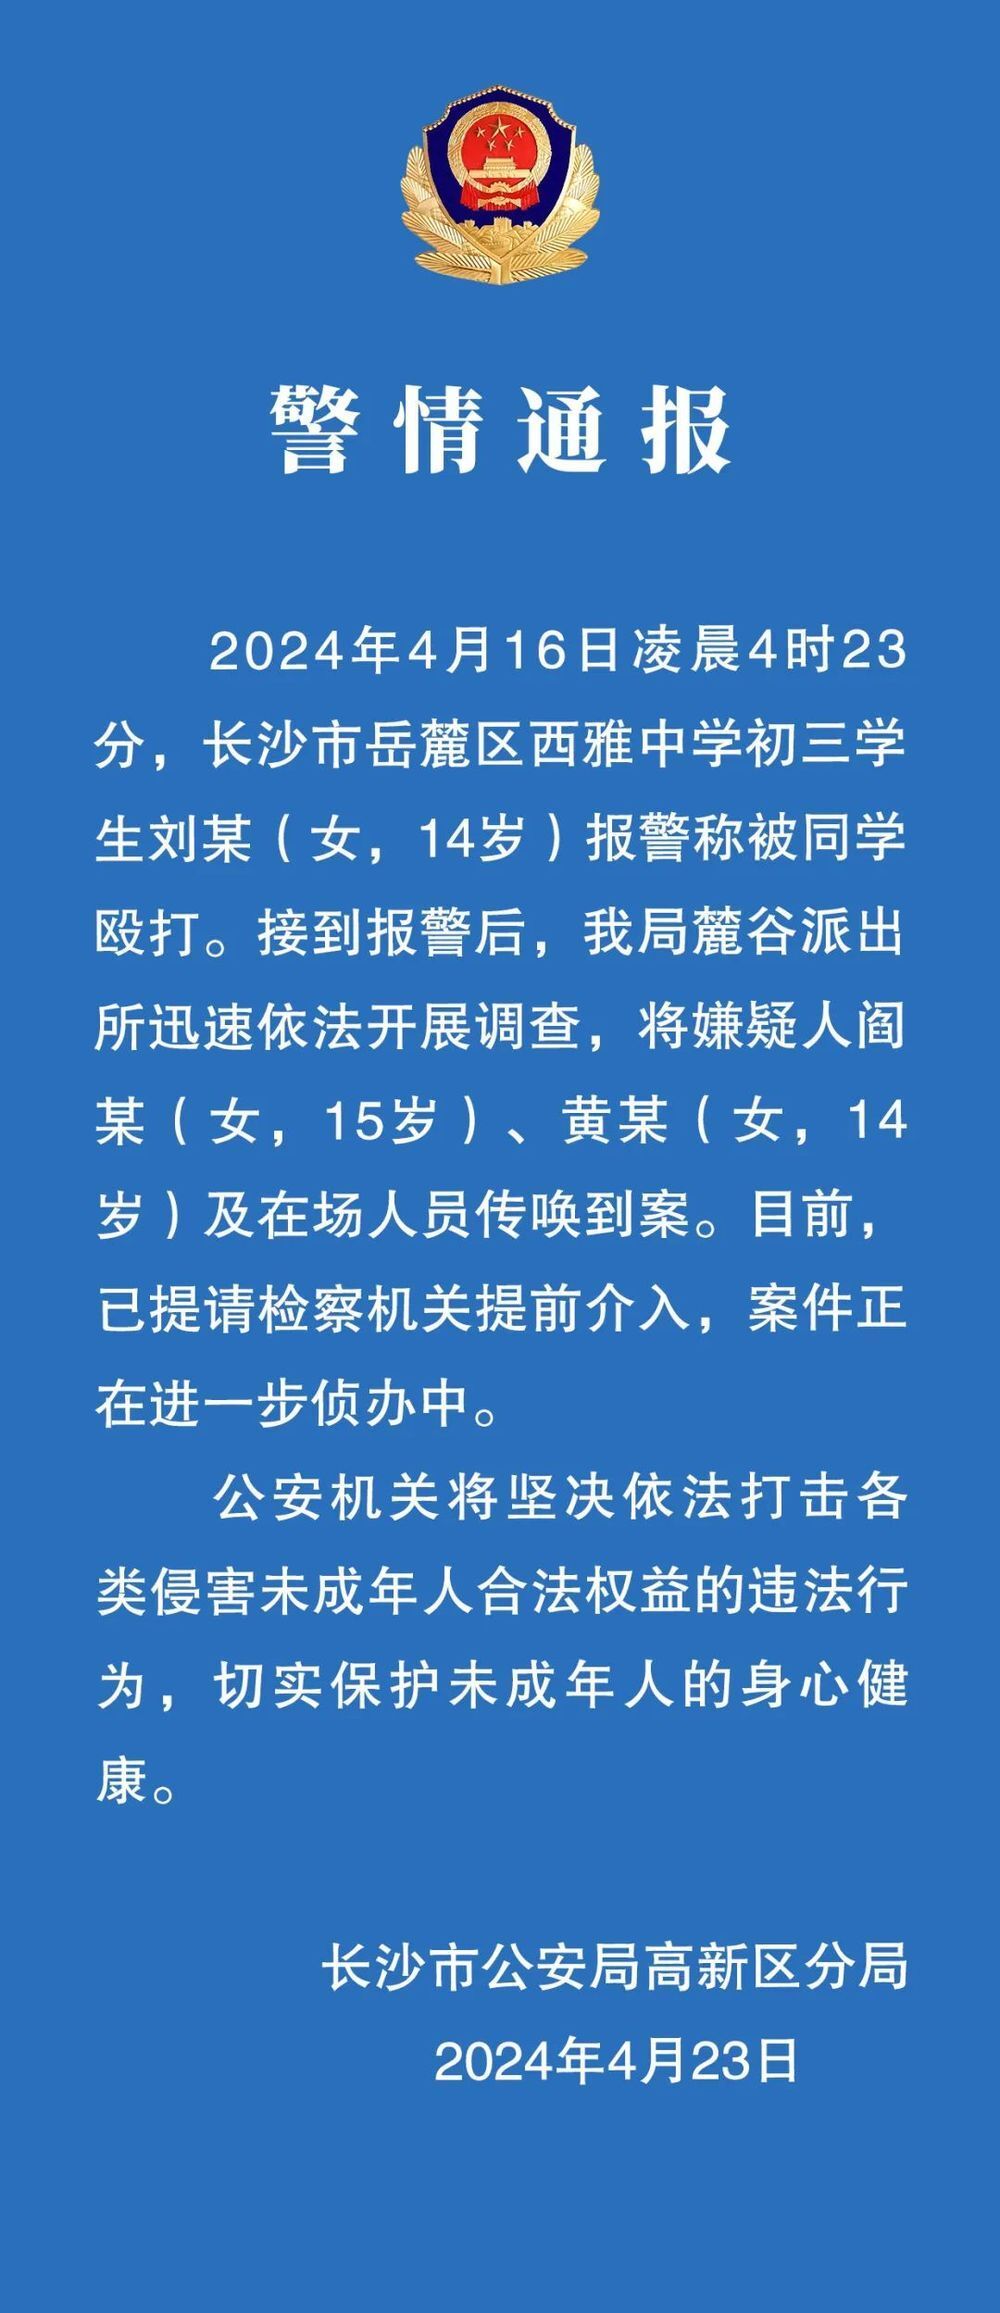 警情通报
2024年4月16日凌晨4时23
分，长沙市岳麓区西雅中学初三学
生刘某（女，14岁）报警称被同学
殴打。接到报警后，我局麓谷派出
所迅速依法开展调查，将嫌疑人阎
某（女，15岁）、黄某（女，14
岁）及在场人员传唤到案。目前，
已提请检察机关提前介入，案件正
在进一步侦办中。
公安机关将坚决依法打击各
类侵害未成年人合法权益的违法行
为，切实保护未成年人的身心健
康。
长沙市公安局高新区分局
2024年4月23日